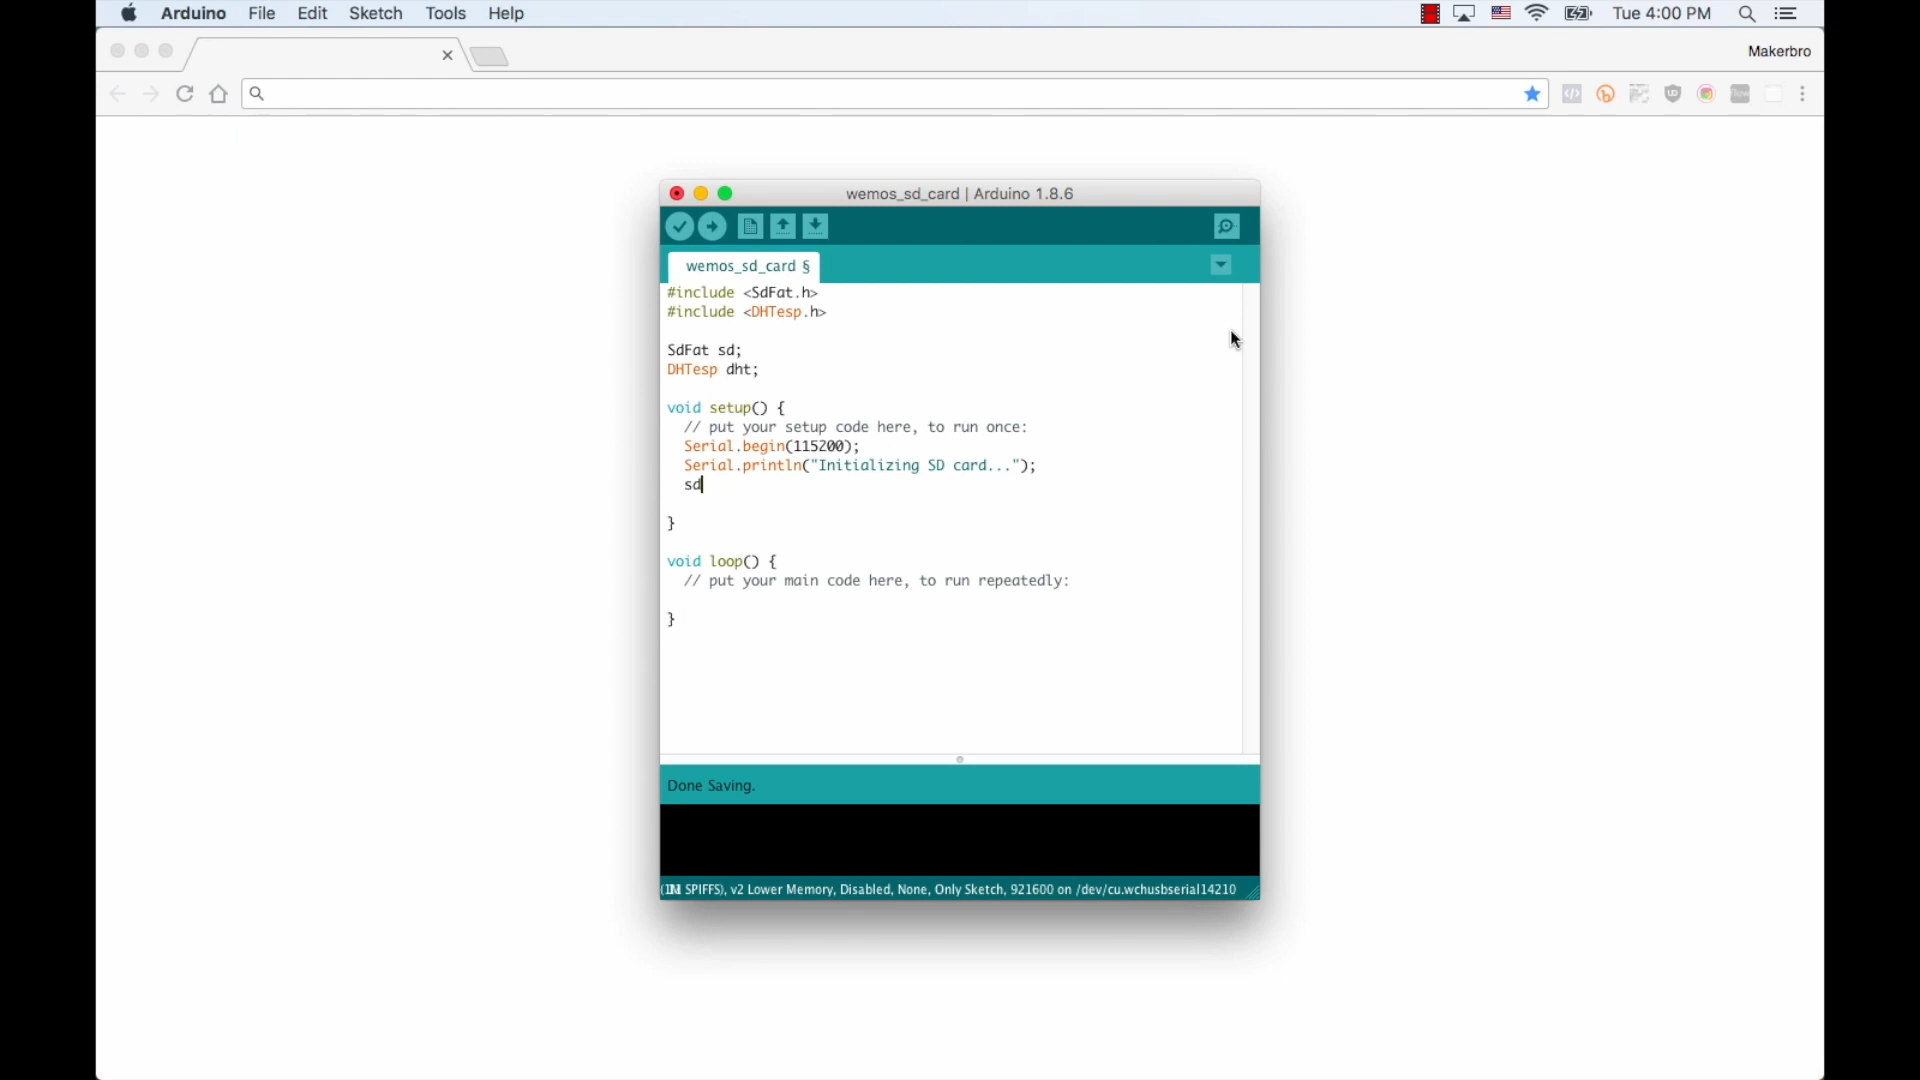 Arduino File Edit Sketch Tools Help Tue 4:00 PM
Makerbro
wemos_sd_card | Arduino 1.8.6
wemos_sd_card §
#include <SdFat.h>
#include <DHTesp.h>
SdFat sd;
DHTesp dht;
void setup() {
// put your setup code here, to run once:
Serial.begin(115200);
Serial.println("Initializing SD card...");
sd
}
void loop() {
// put your main code here, to run repeatedly:
}
Done Saving.
SPIFFS), v2 Lower Memory, Disabled, None, Only Sketch, 921600 on /dev/cu.wchusbserial14210